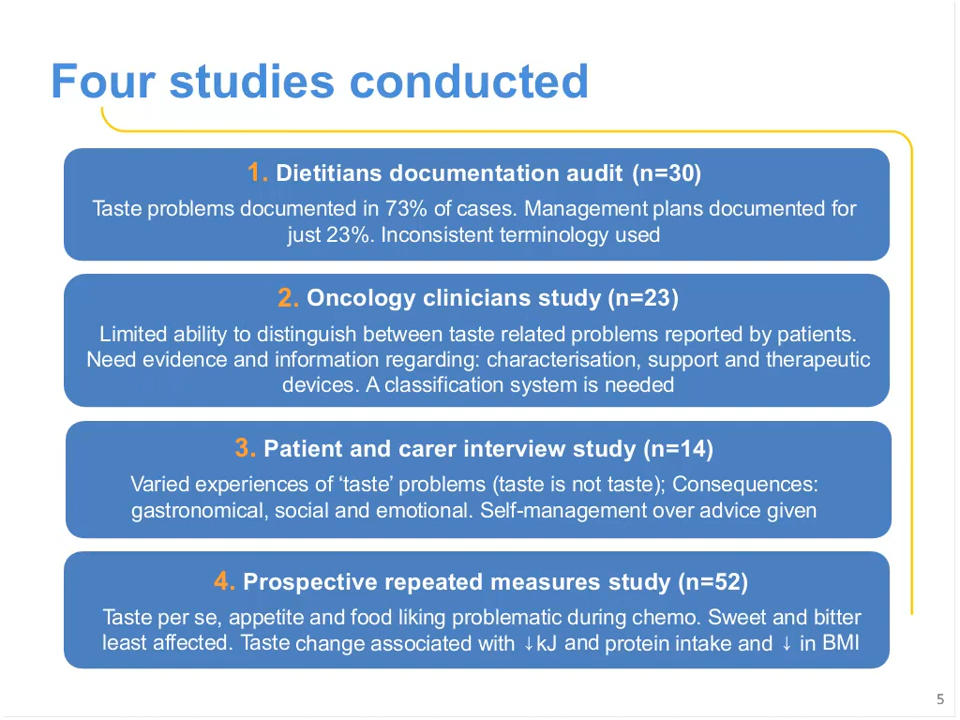 Four studies conducted
1. Dietitians documentation audit (n=30)
Taste problems documented in 73% of cases. Management plans documented for
just 23%. Inconsistent terminology used
2. Oncology clinicians study (n=23)
Limited ability to distinguish between taste related problems reported by patients.
Need evidence and information regarding: characterisation, support and therapeutic
devices. A classification system is needed
3. Patient and carer interview study (n=14)
Varied experiences of ‘taste’ problems (taste is not taste); Consequences:
gastronomical, social and emotional. Self-management over advice given
4. Prospective repeated measures study (n=52)
Taste per se, appetite and food liking problematic during chemo. Sweet and bitter
least affected. Taste change associated with ↓kJ and protein intake and ↓ in BMI
5